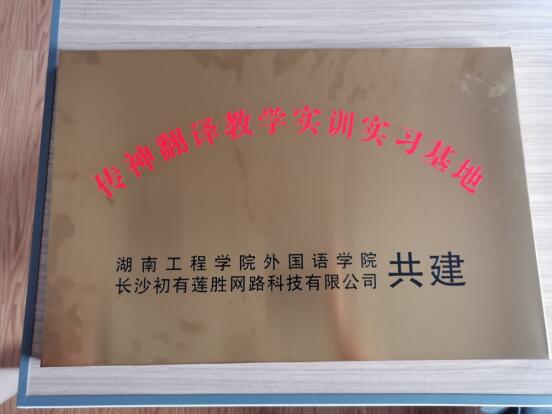 传神翻译教学实训实习基地
湖南工程学院外国语学院
长沙初有莲胜网路科技有限公司
共建